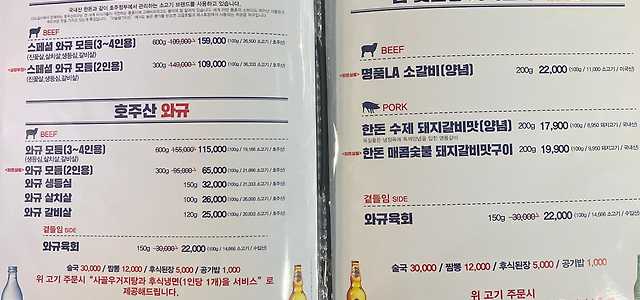 국내산 한돈과 같이 호주정부에서 관리하는 소고기 브랜드를 사용하고 있습니다.
BEEF
스페셜 와규 모듬(3~4인용) 600g 199,000 159,000 (100g / 26,500 소고기 / 호주산)
(진꽃살,살치살,생등심,갈비살)
스페셜 와규 모듬(2인용) 300g 149,000 109,000 (100g / 36,333 소고기 / 호주산)
(진꽃살,생등심,갈비살)
호주산 와규
BEEF
와규 모듬(3~4인용) 600g 155,000 115,000 (100g / 19,166 소고기 / 호주산)
(생등심,살치살,갈비살)
와규 모듬(2인용) 300g 95,000 65,000 (100g / 21,666 소고기 / 호주산)
와규 생등심 150g 32,000 (100g / 21,333 소고기 / 호주산)
와규 살치살 100g 26,000 (100g / 26,000 소고기 / 호주산)
와규 갈비살 120g 25,000 (100g / 20,833 소고기 / 호주산)
곁들임 SIDE
와규육회 150g 30,000 22,000 (100g / 14,666 소고기 / 수입산)
술국 30,000 / 짬뽕 12,000 / 후식된장 5,000 / 공기밥 1,000
위 고기 주문시 "사골우거지탕과 후식냉면(1인당 1개)을 서비스" 로
제공해드립니다.
BEEF
명품LA 소갈비(양념) 200g 22,000 (100g / 11,000 소고기 / 미국산)
PORK
한돈 수제 돼지갈비맛(양념) 200g 17,900 (100g / 8,950 돼지고기 / 국내산)
한돈 매콤숯불 돼지갈비맛구이 200g 19,900 (100g / 9,950 돼지고기 / 국내산)
곁들임 SIDE
와규육회 150g 30,000 22,000 (100g / 14,666 소고기 / 수입산)
술국 30,000 / 짬뽕 12,000 / 후식된장 5,000 / 공기밥 1,000
위 고기 주문시